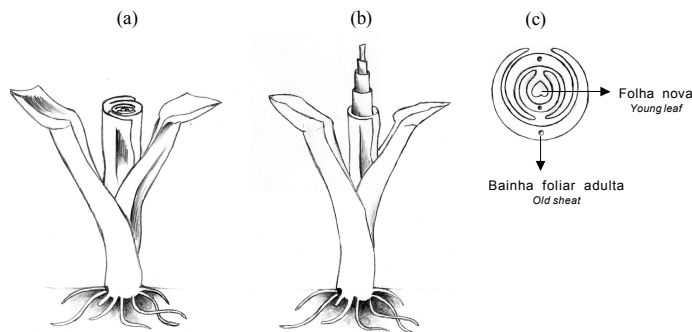 (a)
(b)
(c)
Folha nova
Young leaf
Bainha foliar adulta
Old sheat